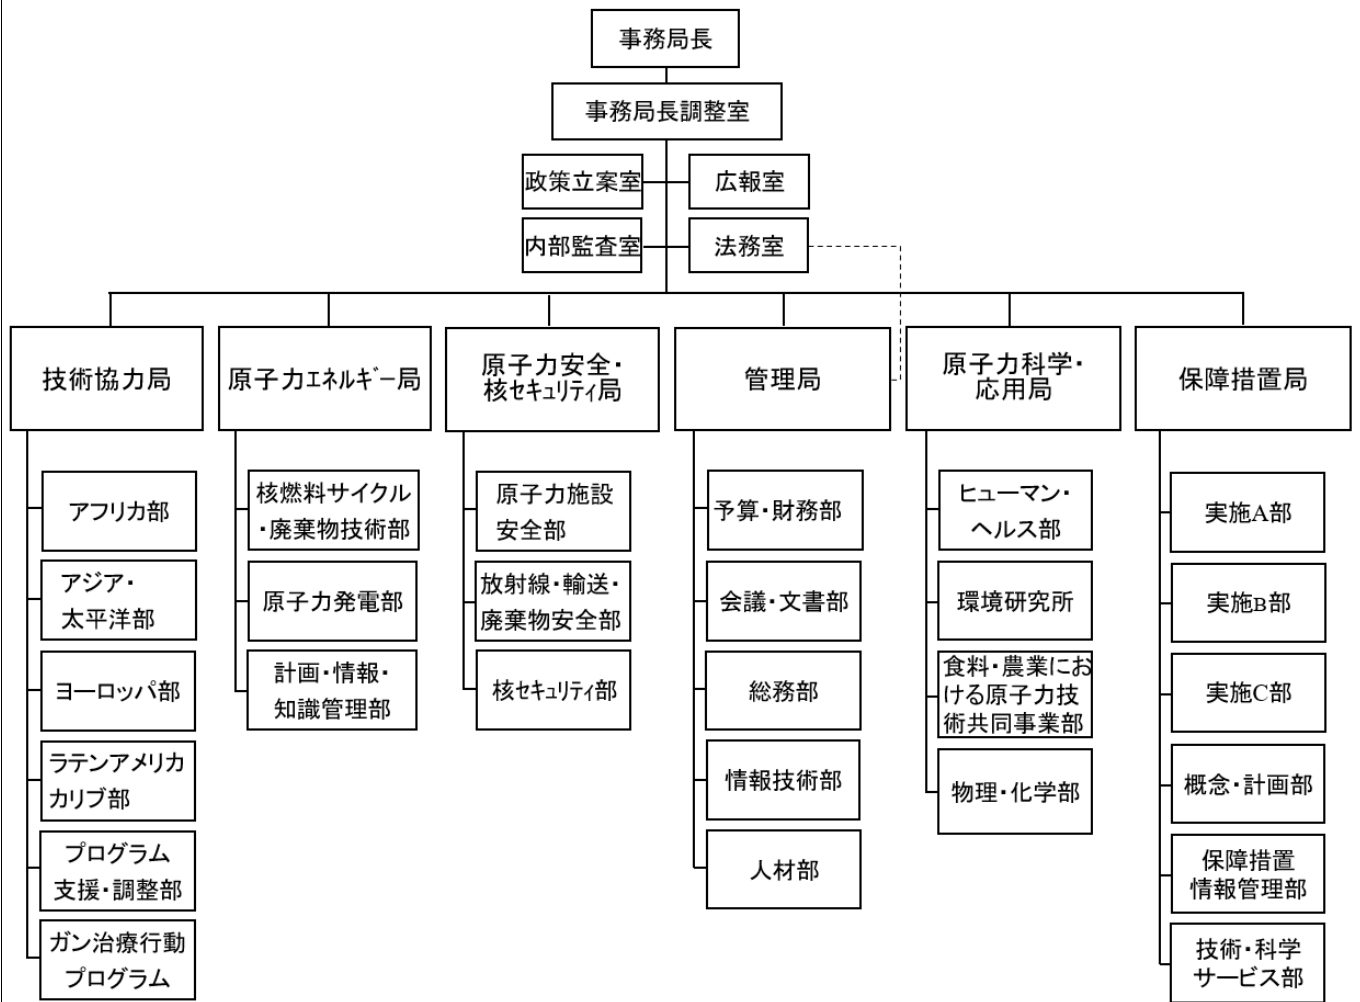 事務局長
事務局長調整室
政策立案室
広報室
内部監査室
法務室
技術協力局
原子力ｴﾈﾙｷﾞｰ局
原子力安全・
核ｾｷｭﾘﾃｨ局
管理局
原子力科学・
応用局
保障措置局
アフリカ部
アジア・
太平洋部
ヨーロッパ部
ラテンアメリカ
カリブ部
プログラム
支援・調整部
ガン治療行動
プログラム
核燃料サイクル
・廃棄物技術部
原子力発電部
計画・情報・
知識管理部
原子力施設
安全部
放射線・輸送・
廃棄物安全部
核ｾｷｭﾘﾃｨ部
予算・財務部
会議・文書部
総務部
情報技術部
人材部
ヒューマン・
ヘルス部
環境研究所
食料・農業にお
ける原子力技
術共同事業部
物理・化学部
実施A部
実施B部
実施C部
概念・計画部
保障措置
情報管理部
技術・科学
サービス部